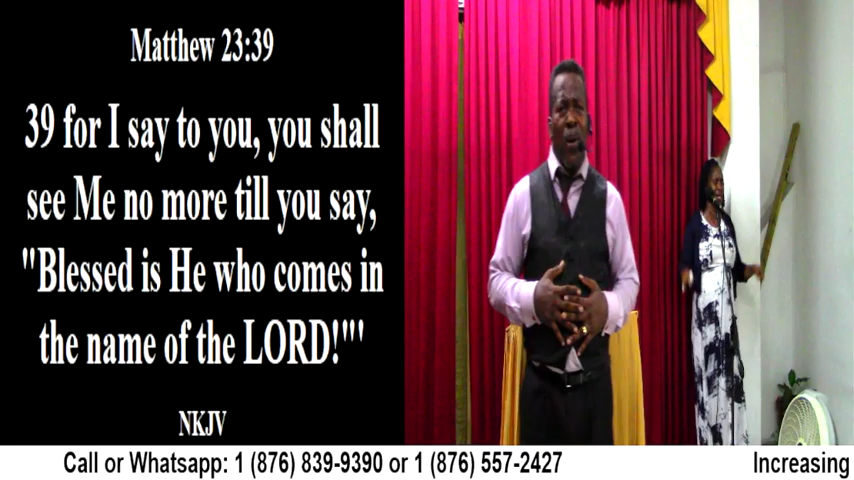 Matthew 23:39
39 for I say to you, you shall
see Me no more till you say,
"Blessed is He who comes in
the name of the LORD!"'
NKJV
Call or Whatsapp: 1 (876) 839-9390 or 1 (876) 557-2427
Increasing